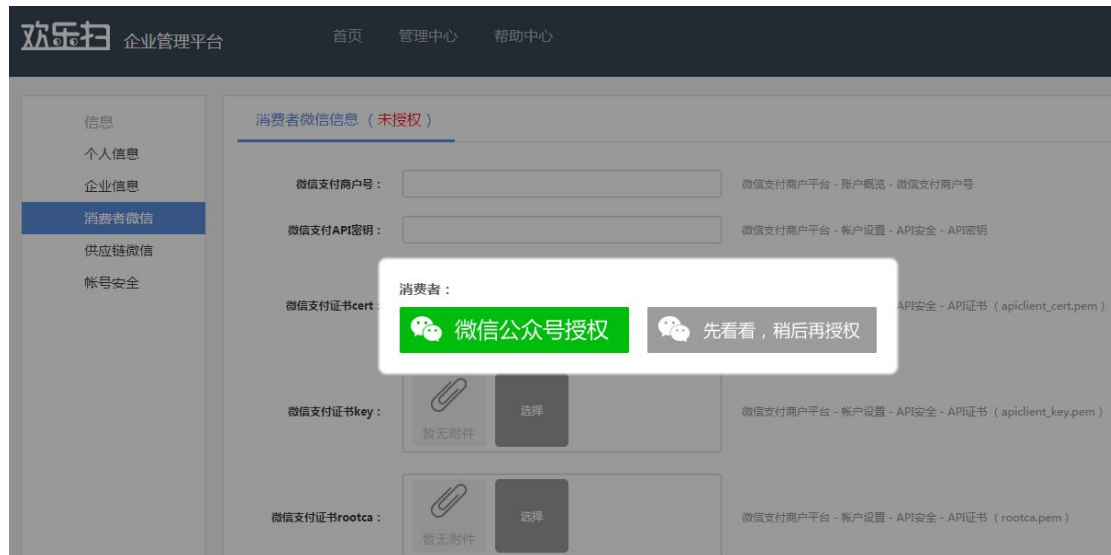 欢乐扫 企业管理平台 首页 管理中心 帮助中心
信息
个人信息
企业信息
消费者微信
供应链微信
帐号安全
消费者微信信息（未授权）
微信支付商户号： 微信支付商户平台 - 账户概览 - 微信支付商户号
微信支付API密钥： 微信支付商户平台 - 帐户设置 - API安全 - API密钥
消费者：
微信公众号授权 先看看，稍后再授权
微信支付证书cert： API安全 - API证书（apiclient_cert.pem）
微信支付证书key： 暂无附件 选择 微信支付商户平台 - 帐户设置 - API安全 - API证书（apiclient_key.pem）
微信支付证书rootca： 暂无附件 选择 微信支付商户平台 - 帐户设置 - API安全 - API证书（rootca.pem）